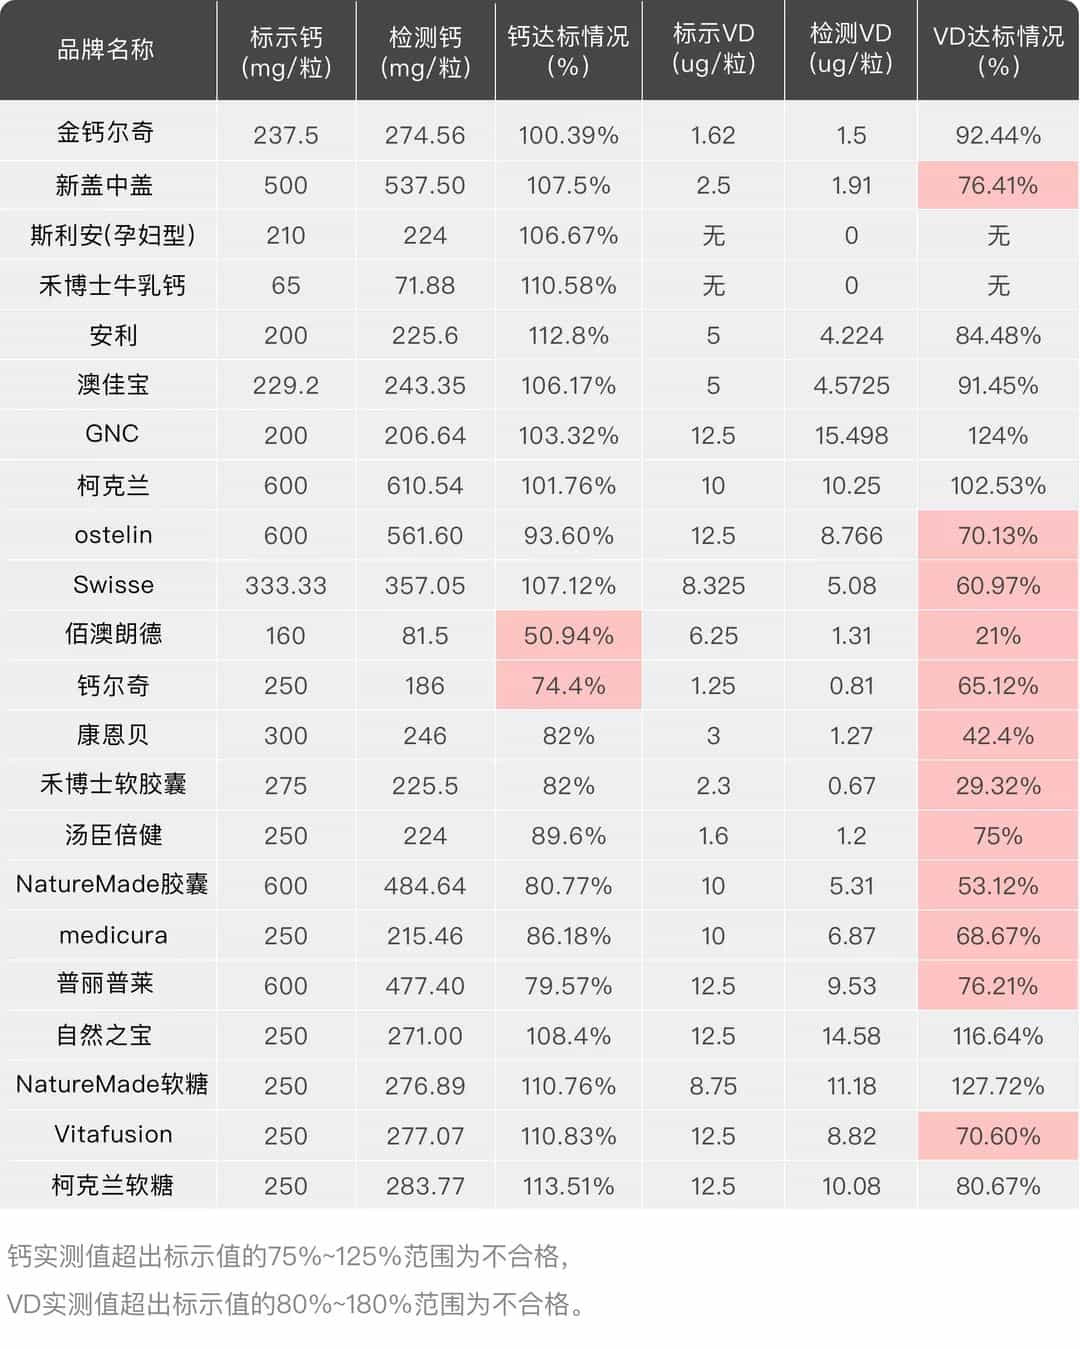 品牌名称 标示钙 (mg/粒) 检测钙 (mg/粒) 钙达标情况 (%) 标示VD (ug/粒) 检测VD (ug/粒) VD达标情况 (%)
金钙尔奇 237.5 274.56 100.39% 1.62 1.5 92.44%
新盖中盖 500 537.50 107.5% 2.5 1.91 76.41%
斯利安(孕妇型) 210 224 106.67% 无 0 无
禾博士牛乳钙 65 71.88 110.58% 无 0 无
安利 200 225.6 112.8% 5 4.224 84.48%
澳佳宝 229.2 243.35 106.17% 5 4.5725 91.45%
GNC 200 206.64 103.32% 12.5 15.498 124%
柯克兰 600 610.54 101.76% 10 10.25 102.53%
ostelin 600 561.60 93.60% 12.5 8.766 70.13%
Swisse 333.33 357.05 107.12% 8.325 5.08 60.97%
佰澳朗德 160 81.5 50.94% 6.25 1.31 21%
钙尔奇 250 186 74.4% 1.25 0.81 65.12%
康恩贝 300 246 82% 3 1.27 42.4%
禾博士软胶囊 275 225.5 82% 2.3 0.67 29.32%
汤臣倍健 250 224 89.6% 1.6 1.2 75%
NatureMade胶囊 600 484.64 80.77% 10 5.31 53.12%
medicura 250 215.46 86.18% 10 6.87 68.67%
普丽普莱 600 477.40 79.57% 12.5 9.53 76.21%
自然之宝 250 271.00 108.4% 12.5 14.58 116.64%
NatureMade软糖 250 276.89 110.76% 8.75 11.18 127.72%
Vitafusion 250 277.07 110.83% 12.5 8.82 70.60%
柯克兰软糖 250 283.77 113.51% 12.5 10.08 80.67%
钙实测值超出标示值的75%~125%范围为不合格，
VD实测值超出标示值的80%~180%范围为不合格。